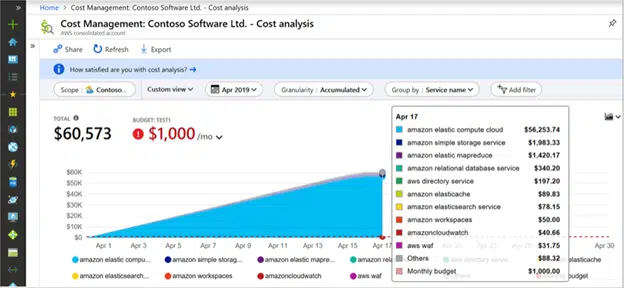 Home > Cost Management: Contoso Software Ltd. - Cost analysis
Cost Management: Contoso Software Ltd. - Cost analysis
AWS consolidated account
Share Refresh Export
How satisfied are you with cost analysis? →
Scope : Contoso... Custom view Apr 2019 Granularity : Accumulated Group by : Service name Add filter
TOTAL
$60,573
BUDGET: TEST1
$1,000 /mo
Apr 17
amazon elastic compute cloud $56,253.74
amazon simple storage service $1,983.33
amazon elastic mapreduce $1,420.17
amazon relational database service $340.20
aws directory service $197.20
amazon elasticache $89.83
amazon elasticsearch service $78.15
amazon workspaces $50.00
amazoncloudwatch $40.66
aws waf $31.75
Others $88.32
Monthly budget $1,000.00
$60K
$50K
$40K
$30K
$20K
$10K
$0
Apr 1 Apr 3 Apr 5 Apr 7 Apr 9 Apr 11 Apr 13 Apr 15 Apr 17 Apr 30
amazon elastic compu... amazon simple storag... amazon elastic mapre... amazon relational
amazon elasticsearch... amazon workspaces amazoncloudwatch aws waf